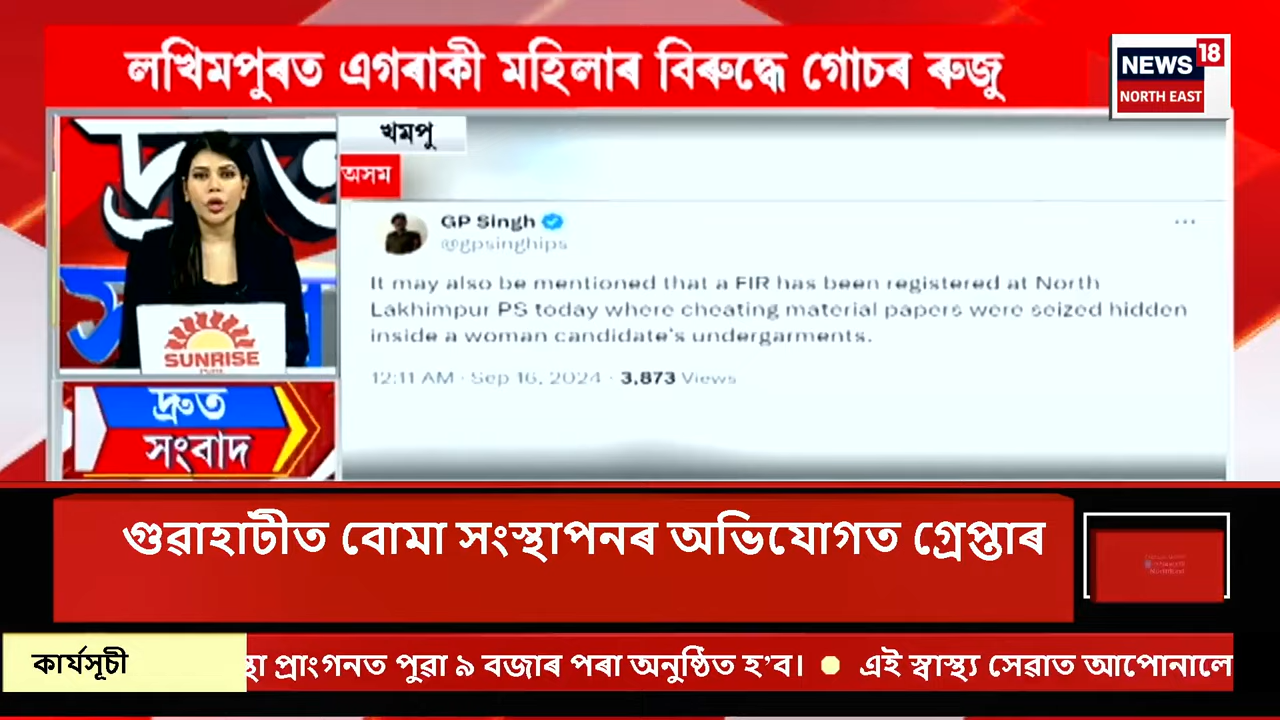 লখিমপুৰত এগৰাকী মহিলাৰ বিৰুদ্ধে গোচৰ ৰুজু
NEWS 18
NORTH EAST
খমপু
অসম
GP Singh
@gpsinghips
It may also be mentioned that a FIR has been registered at North
Lakhimpur PS today where cheating material papers were seized hidden
inside a woman candidate's undergarments.
12:11 AM · Sep 16, 2024 · 3,873 Views
SUNRISE
দ্ৰুত
সংবাদ
গুৱাহাটীত বোমা সংস্থাপনৰ অভিযোগত গ্ৰেপ্তাৰ
কাৰ্যসূচী
প্ৰাংগনত পুৱা ৯ বজাৰ পৰা অনুষ্ঠিত হ’ব। ● এই স্বাস্থ্য সেৱাত আপোনালে